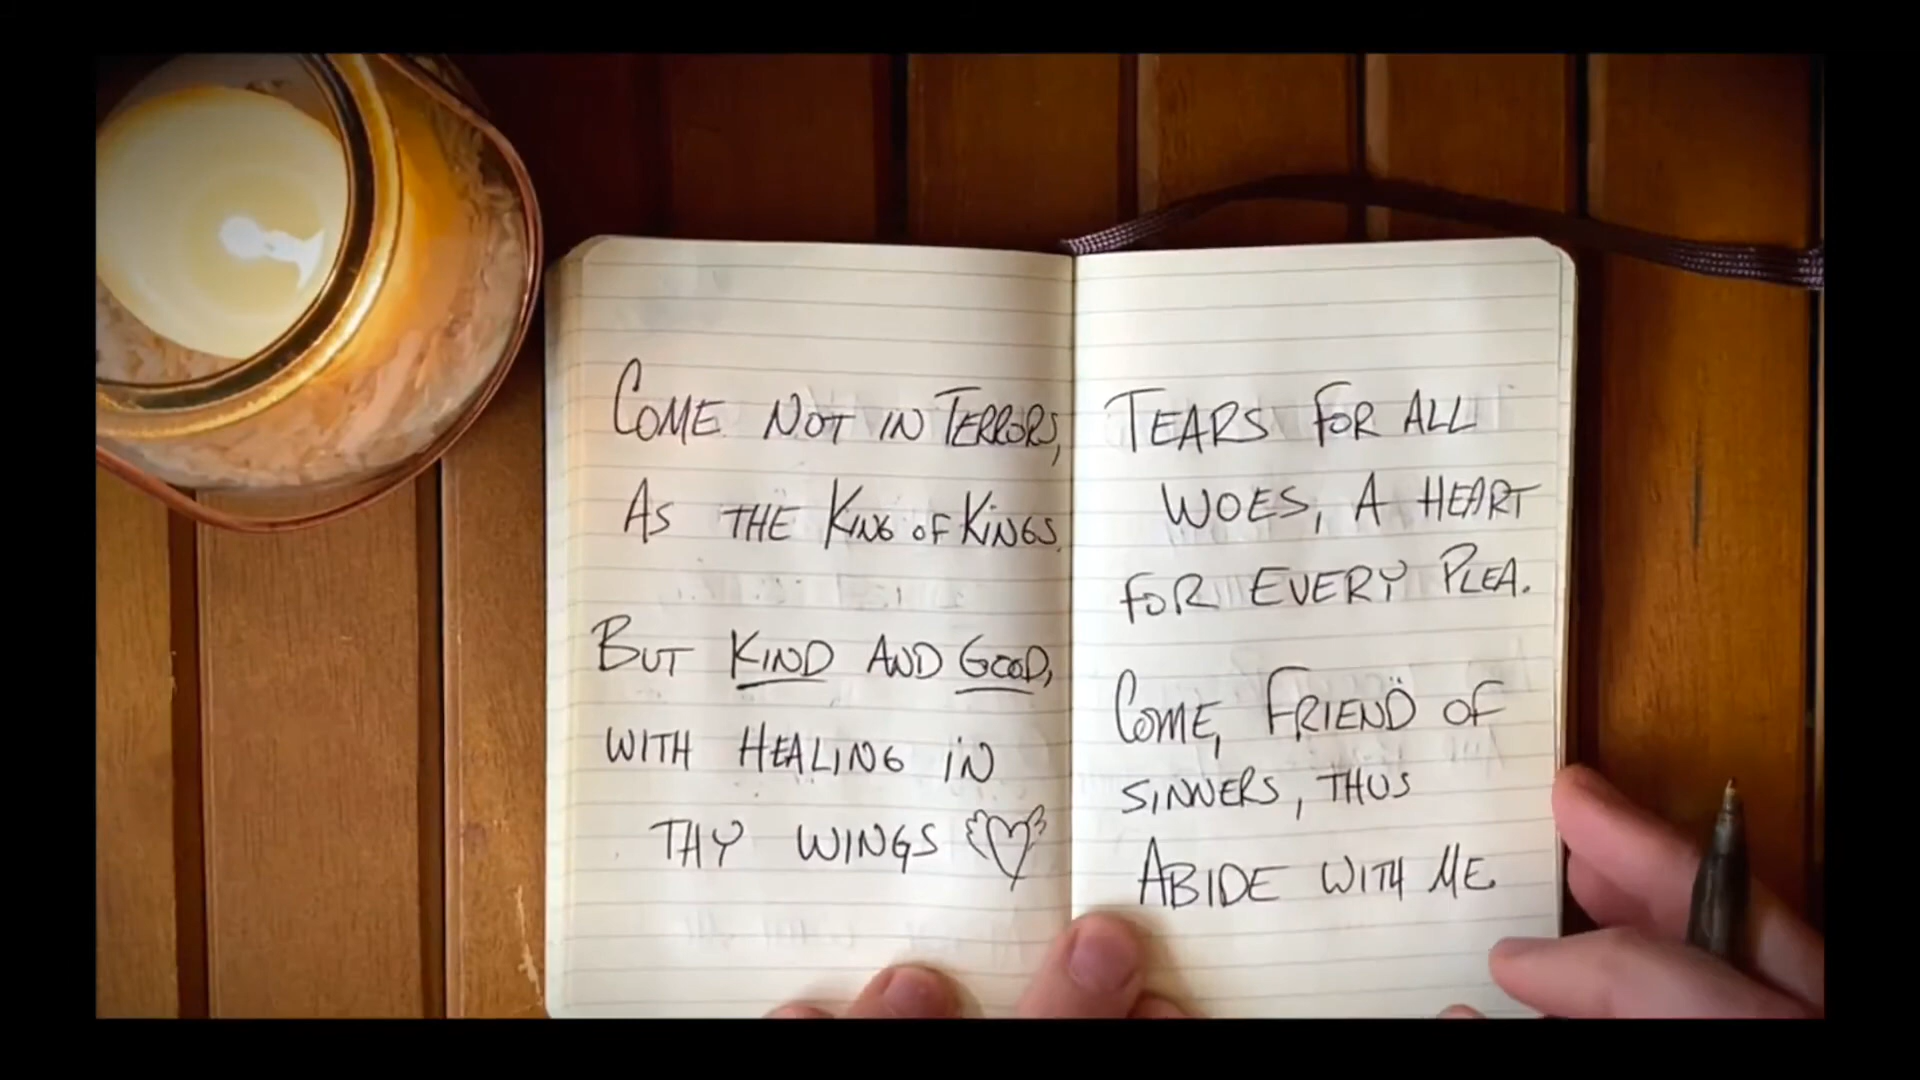 Come not in Terrors,
As the King of Kings.
But Kind and Good,
with Healing in
Thy wings
Tears for all
woes, a heart
for every plea.
Come, Friend of
sinners, thus
Abide with me.